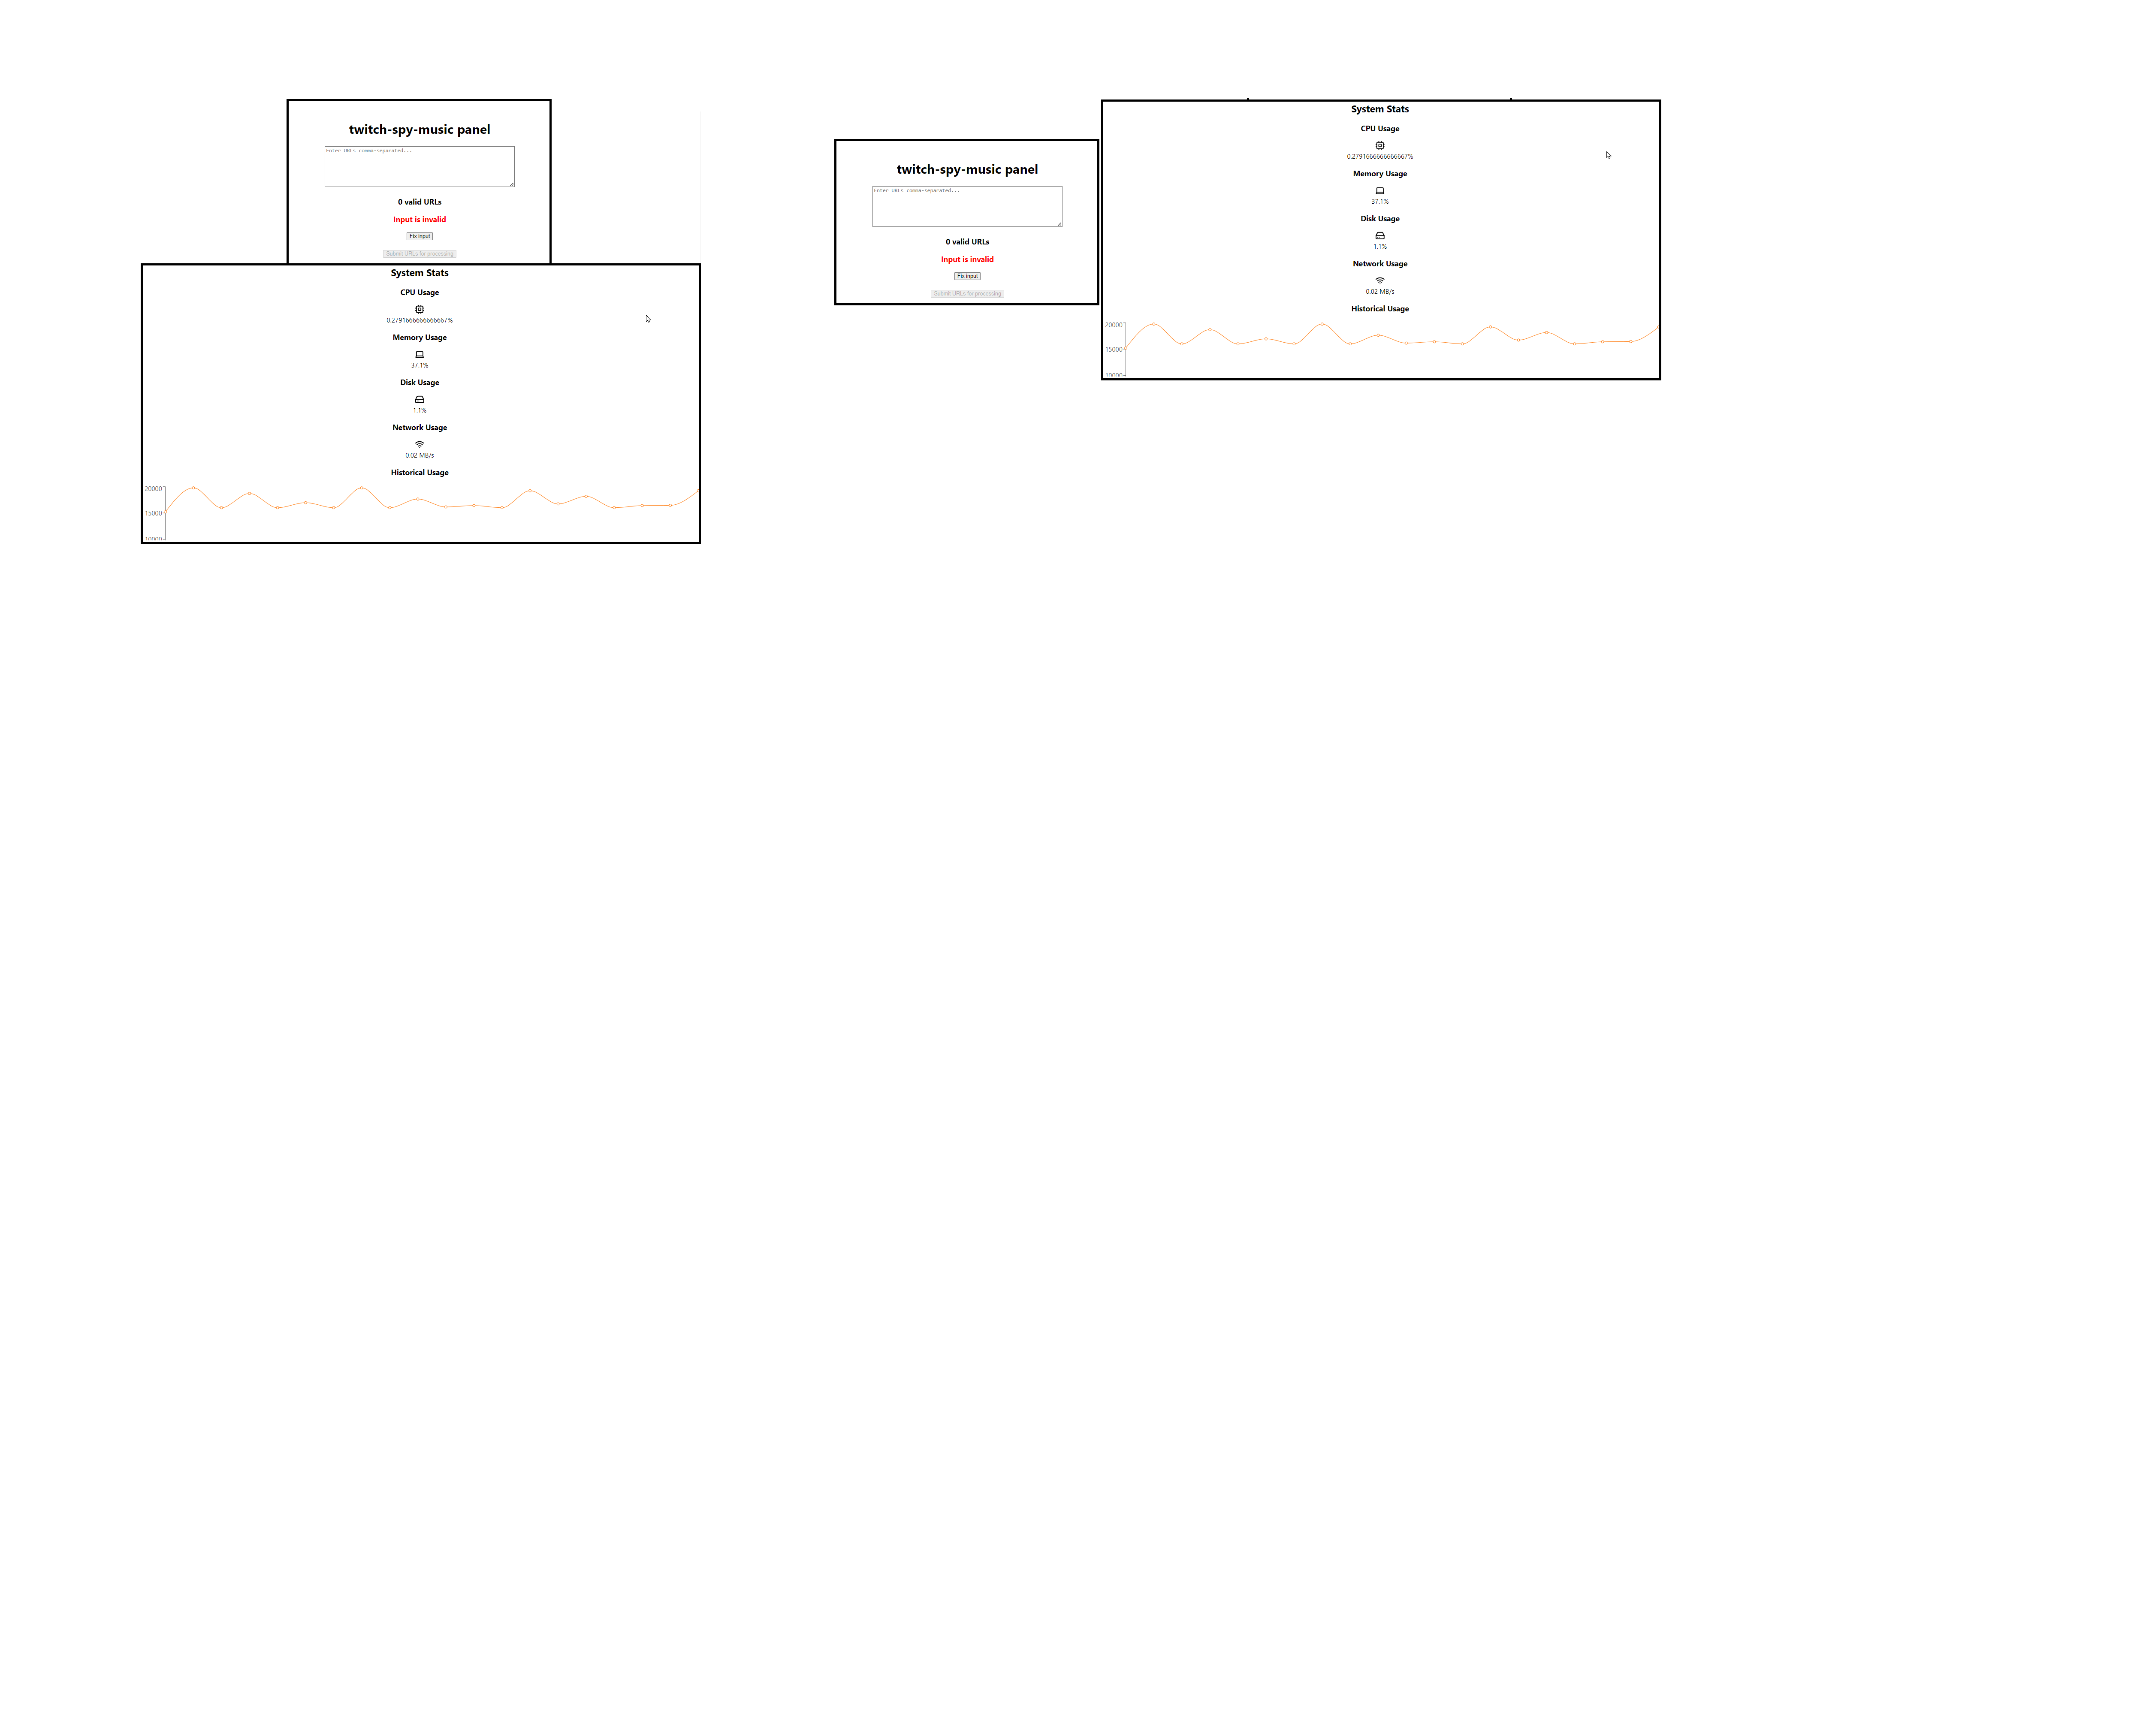 twitch-spy-music panel
Enter URLs comma-separated...
0 valid URLs
Input is invalid
Fix input
Submit URLs for processing
System Stats
CPU Usage
0.2791666666666667%
Memory Usage
37.1%
Disk Usage
1.1%
Network Usage
0.02 MB/s
Historical Usage
20000
15000
10000
twitch-spy-music panel
Enter URLs comma-separated...
0 valid URLs
Input is invalid
Fix input
Submit URLs for processing
System Stats
CPU Usage
0.2791666666666667%
Memory Usage
37.1%
Disk Usage
1.1%
Network Usage
0.02 MB/s
Historical Usage
20000
15000
10000